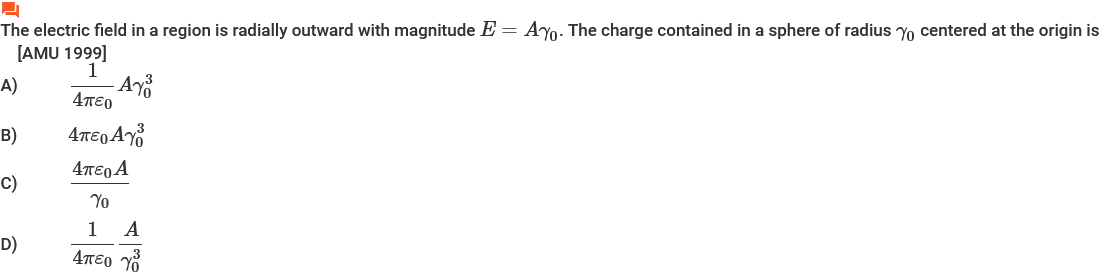 The electric field in a region is radially outward with magnitude E = Aγ₀. The charge contained in a sphere of radius γ₀ centered at the origin is
[AMU 1999]
A) 1/(4πε₀) Aγ₀³
B) 4πε₀Aγ₀³
C) 4πε₀A/γ₀
D) 1/(4πε₀) A/γ₀³